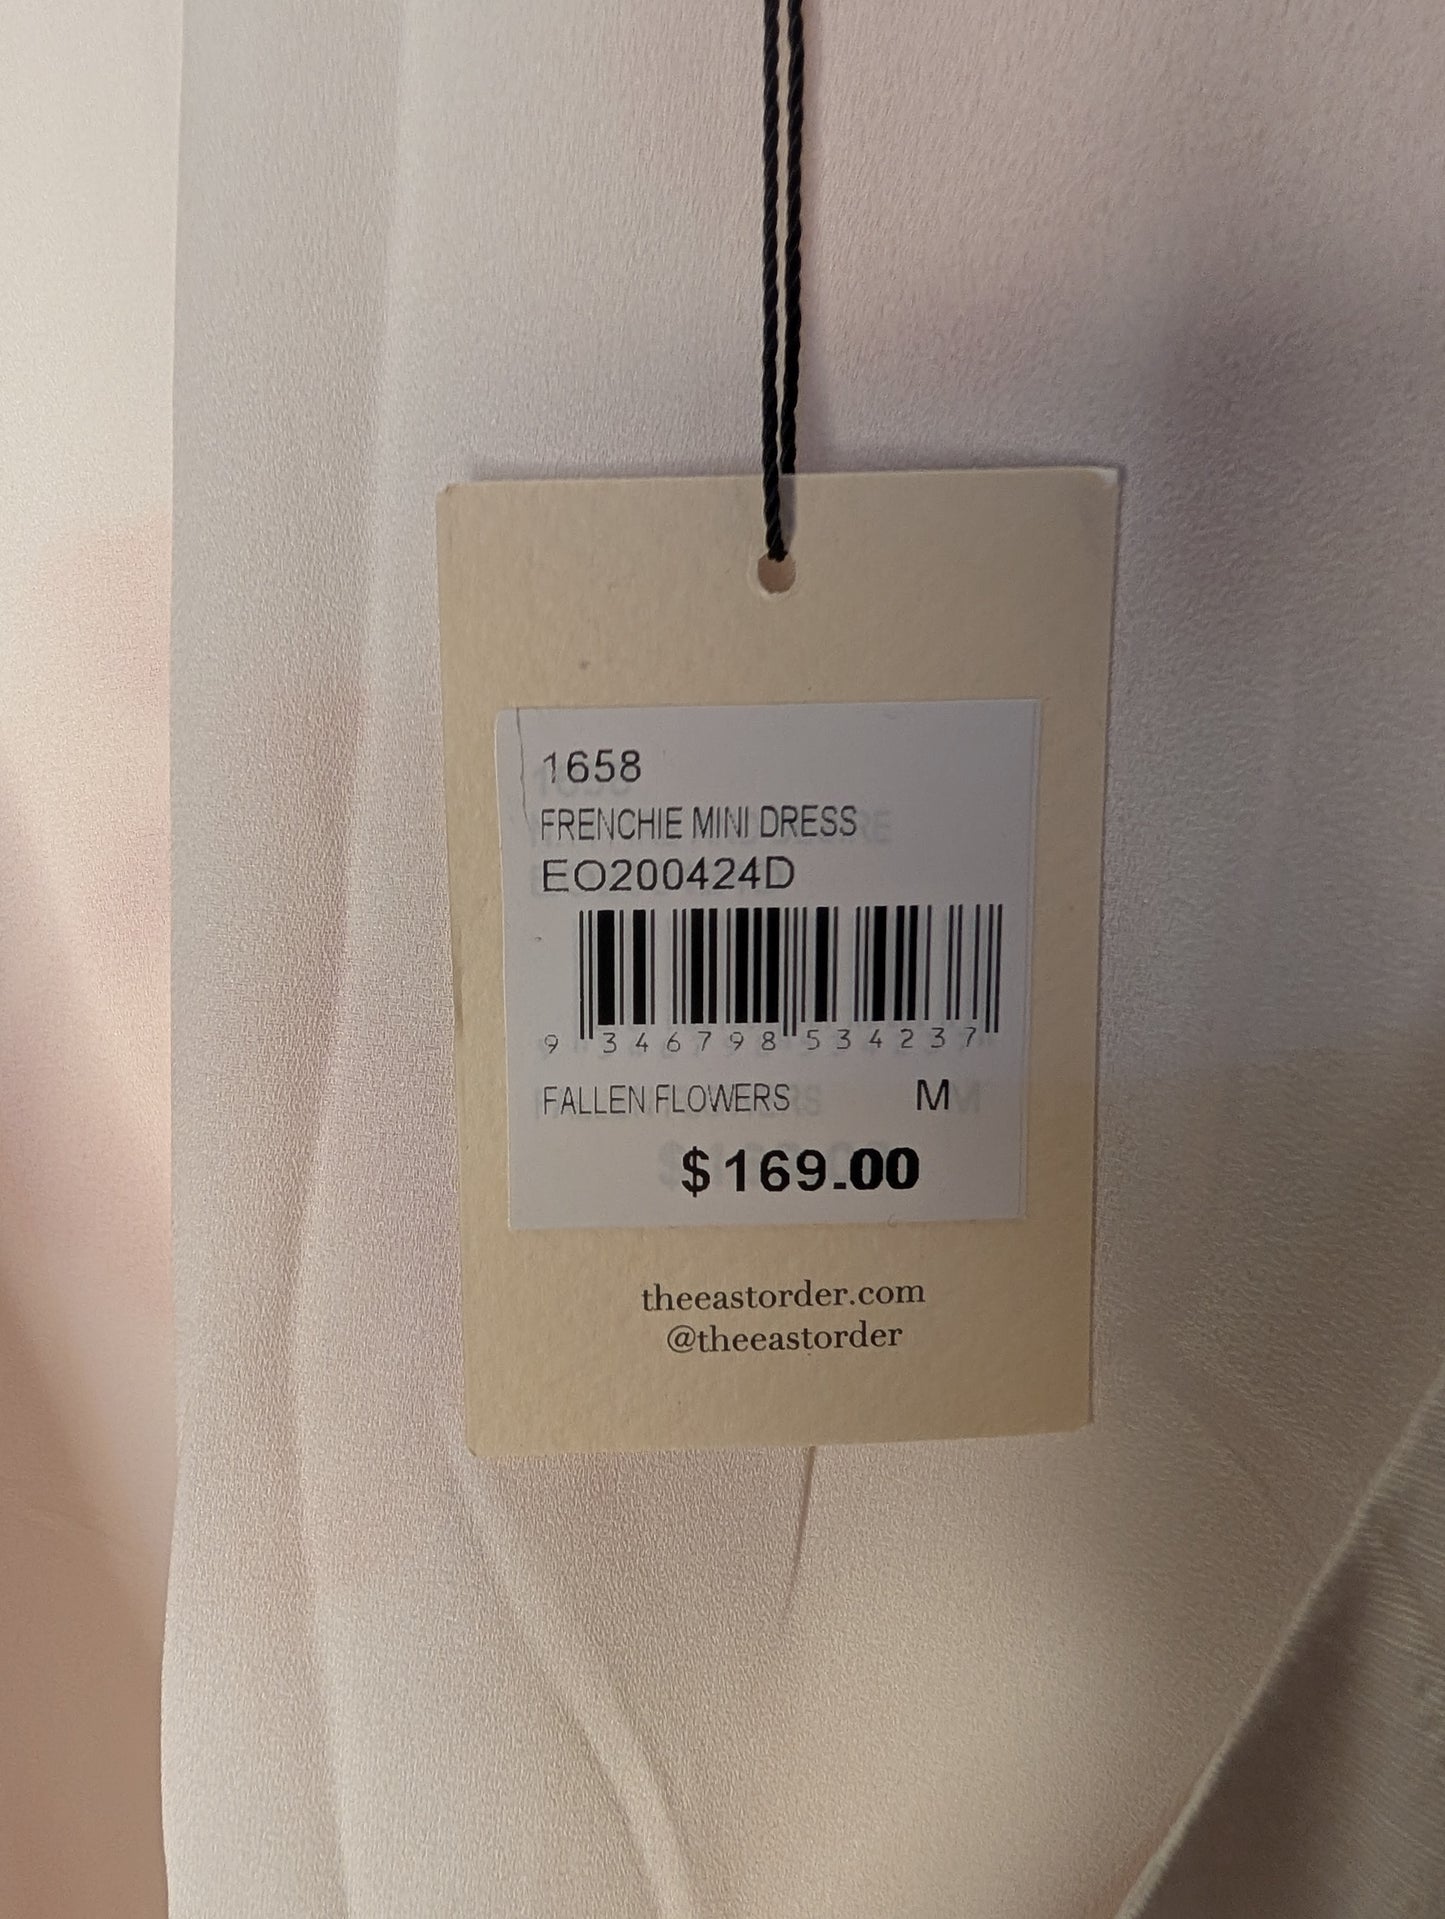 1658
FRENCHIE MINI DRESS
EO200424D
9 346798 534237
FALLEN FLOWERS M
$169.00
theeastorder.com
@theeastorder